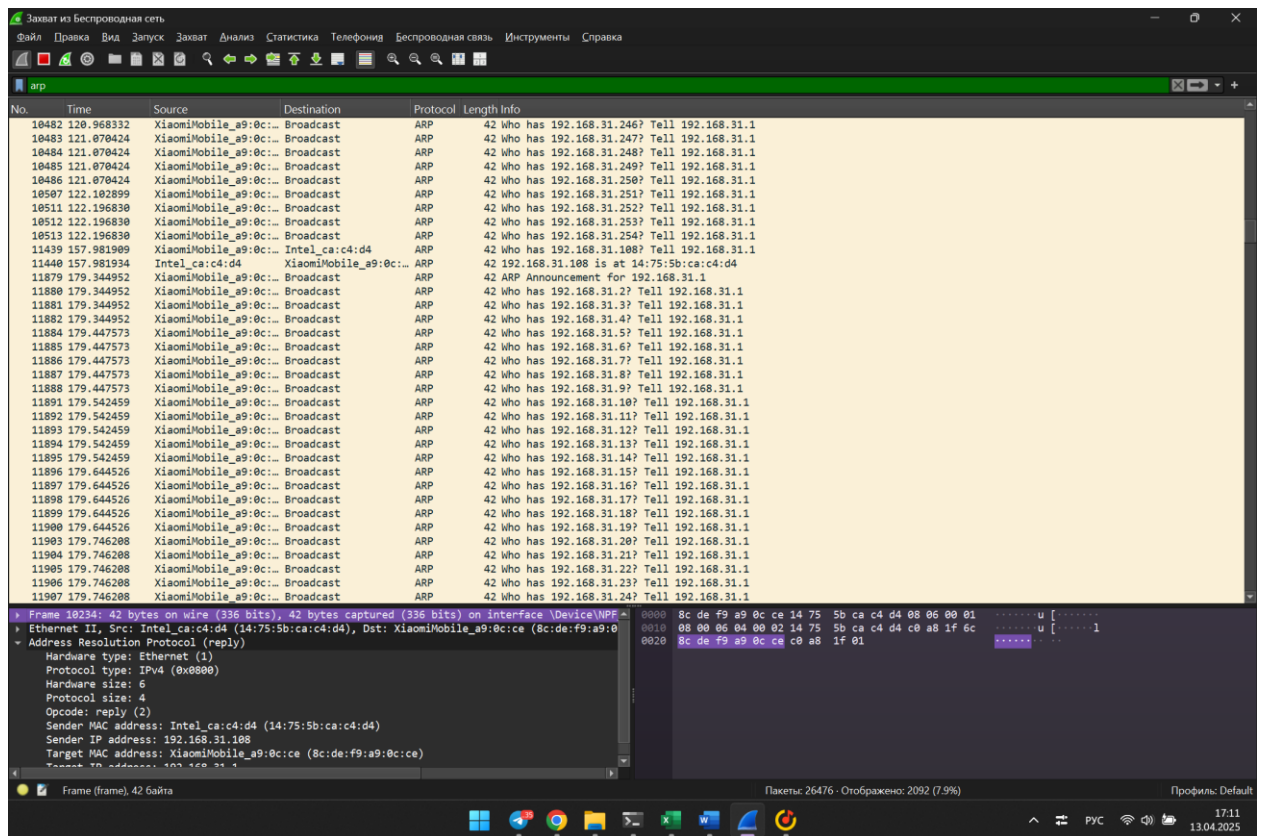 Захват из Беспроводная сеть
Файл Правка Вид Запуск Захват Анализ Статистика Телефония Беспроводная связь Инструменты Справка
arp
No. Time Source Destination Protocol Length Info
10482 120.968332 XiaomiMobile_a9:0c:… Broadcast ARP 42 Who has 192.168.31.246? Tell 192.168.31.1
10483 121.070424 XiaomiMobile_a9:0c:… Broadcast ARP 42 Who has 192.168.31.247? Tell 192.168.31.1
10484 121.070424 XiaomiMobile_a9:0c:… Broadcast ARP 42 Who has 192.168.31.248? Tell 192.168.31.1
10485 121.070424 XiaomiMobile_a9:0c:… Broadcast ARP 42 Who has 192.168.31.249? Tell 192.168.31.1
10486 121.070424 XiaomiMobile_a9:0c:… Broadcast ARP 42 Who has 192.168.31.250? Tell 192.168.31.1
10507 122.102899 XiaomiMobile_a9:0c:… Broadcast ARP 42 Who has 192.168.31.251? Tell 192.168.31.1
10511 122.196830 XiaomiMobile_a9:0c:… Broadcast ARP 42 Who has 192.168.31.252? Tell 192.168.31.1
10512 122.196830 XiaomiMobile_a9:0c:… Broadcast ARP 42 Who has 192.168.31.253? Tell 192.168.31.1
10513 122.196830 XiaomiMobile_a9:0c:… Broadcast ARP 42 Who has 192.168.31.254? Tell 192.168.31.1
11439 157.981909 XiaomiMobile_a9:0c:… Intel_ca:c4:d4 ARP 42 Who has 192.168.31.108? Tell 192.168.31.1
11440 157.981934 Intel_ca:c4:d4 XiaomiMobile_a9:0c:… ARP 42 192.168.31.108 is at 14:75:5b:ca:c4:d4
11879 179.344952 XiaomiMobile_a9:0c:… Broadcast ARP 42 ARP Announcement for 192.168.31.1
11880 179.344952 XiaomiMobile_a9:0c:… Broadcast ARP 42 Who has 192.168.31.2? Tell 192.168.31.1
11881 179.344952 XiaomiMobile_a9:0c:… Broadcast ARP 42 Who has 192.168.31.3? Tell 192.168.31.1
11882 179.344952 XiaomiMobile_a9:0c:… Broadcast ARP 42 Who has 192.168.31.4? Tell 192.168.31.1
11884 179.447573 XiaomiMobile_a9:0c:… Broadcast ARP 42 Who has 192.168.31.5? Tell 192.168.31.1
11885 179.447573 XiaomiMobile_a9:0c:… Broadcast ARP 42 Who has 192.168.31.6? Tell 192.168.31.1
11886 179.447573 XiaomiMobile_a9:0c:… Broadcast ARP 42 Who has 192.168.31.7? Tell 192.168.31.1
11887 179.447573 XiaomiMobile_a9:0c:… Broadcast ARP 42 Who has 192.168.31.8? Tell 192.168.31.1
11888 179.447573 XiaomiMobile_a9:0c:… Broadcast ARP 42 Who has 192.168.31.9? Tell 192.168.31.1
11891 179.542459 XiaomiMobile_a9:0c:… Broadcast ARP 42 Who has 192.168.31.10? Tell 192.168.31.1
11892 179.542459 XiaomiMobile_a9:0c:… Broadcast ARP 42 Who has 192.168.31.11? Tell 192.168.31.1
11893 179.542459 XiaomiMobile_a9:0c:… Broadcast ARP 42 Who has 192.168.31.12? Tell 192.168.31.1
11894 179.542459 XiaomiMobile_a9:0c:… Broadcast ARP 42 Who has 192.168.31.13? Tell 192.168.31.1
11895 179.542459 XiaomiMobile_a9:0c:… Broadcast ARP 42 Who has 192.168.31.14? Tell 192.168.31.1
11896 179.644526 XiaomiMobile_a9:0c:… Broadcast ARP 42 Who has 192.168.31.15? Tell 192.168.31.1
11897 179.644526 XiaomiMobile_a9:0c:… Broadcast ARP 42 Who has 192.168.31.16? Tell 192.168.31.1
11898 179.644526 XiaomiMobile_a9:0c:… Broadcast ARP 42 Who has 192.168.31.17? Tell 192.168.31.1
11899 179.644526 XiaomiMobile_a9:0c:… Broadcast ARP 42 Who has 192.168.31.18? Tell 192.168.31.1
11900 179.644526 XiaomiMobile_a9:0c:… Broadcast ARP 42 Who has 192.168.31.19? Tell 192.168.31.1
11903 179.746208 XiaomiMobile_a9:0c:… Broadcast ARP 42 Who has 192.168.31.20? Tell 192.168.31.1
11904 179.746208 XiaomiMobile_a9:0c:… Broadcast ARP 42 Who has 192.168.31.21? Tell 192.168.31.1
11905 179.746208 XiaomiMobile_a9:0c:… Broadcast ARP 42 Who has 192.168.31.22? Tell 192.168.31.1
11906 179.746208 XiaomiMobile_a9:0c:… Broadcast ARP 42 Who has 192.168.31.23? Tell 192.168.31.1
11907 179.746208 XiaomiMobile_a9:0c:… Broadcast ARP 42 Who has 192.168.31.24? Tell 192.168.31.1
Frame 10234: 42 bytes on wire (336 bits), 42 bytes captured (336 bits) on interface \Device\NPF
Ethernet II, Src: Intel_ca:c4:d4 (14:75:5b:ca:c4:d4), Dst: XiaomiMobile_a9:0c:ce (8c:de:f9:a9:0
Address Resolution Protocol (reply)
Hardware type: Ethernet (1)
Protocol type: IPv4 (0x0800)
Hardware size: 6
Protocol size: 4
Opcode: reply (2)
Sender MAC address: Intel_ca:c4:d4 (14:75:5b:ca:c4:d4)
Sender IP address: 192.168.31.108
Target MAC address: XiaomiMobile_a9:0c:ce (8c:de:f9:a9:0c:ce)
Target IP address: 192.168.31.1
0000 8c de f9 a9 0c ce 14 75 5b ca c4 d4 08 06 00 01 ·······u [·······
0010 08 00 06 04 00 02 14 75 5b ca c4 d4 c0 a8 1f 6c ·······u [······l
0020 8c de f9 a9 0c ce c0 a8 1f 01 ········ ··
Frame (frame), 42 байта
Пакеты: 26476 · Отображено: 2092 (7.9%)
Профиль: Default
35
РУС
17:11
13.04.2025